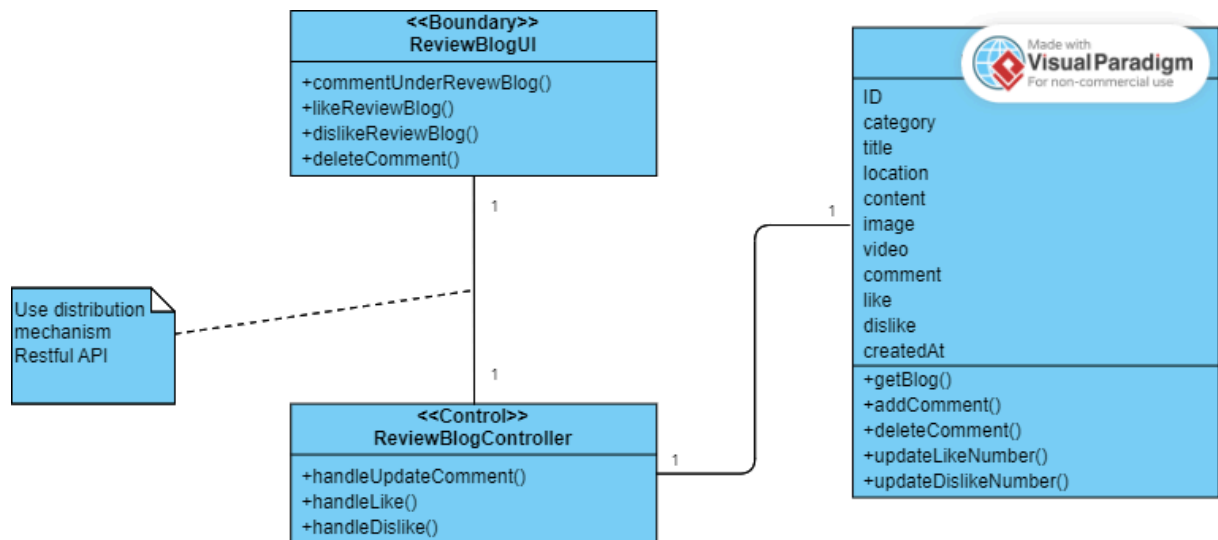 <<Boundary>>
ReviewBlogUI
+commentUnderRevewBlog()
+likeReviewBlog()
+dislikeReviewBlog()
+deleteComment()
1
1
Use distribution
mechanism
Restful API
<<Control>>
ReviewBlogController
+handleUpdateComment()
+handleLike()
+handleDislike()
1
1
Made with
Visual Paradigm
For non-commercial use
ID
category
title
location
content
image
video
comment
like
dislike
createdAt
+getBlog()
+addComment()
+deleteComment()
+updateLikeNumber()
+updateDislikeNumber()